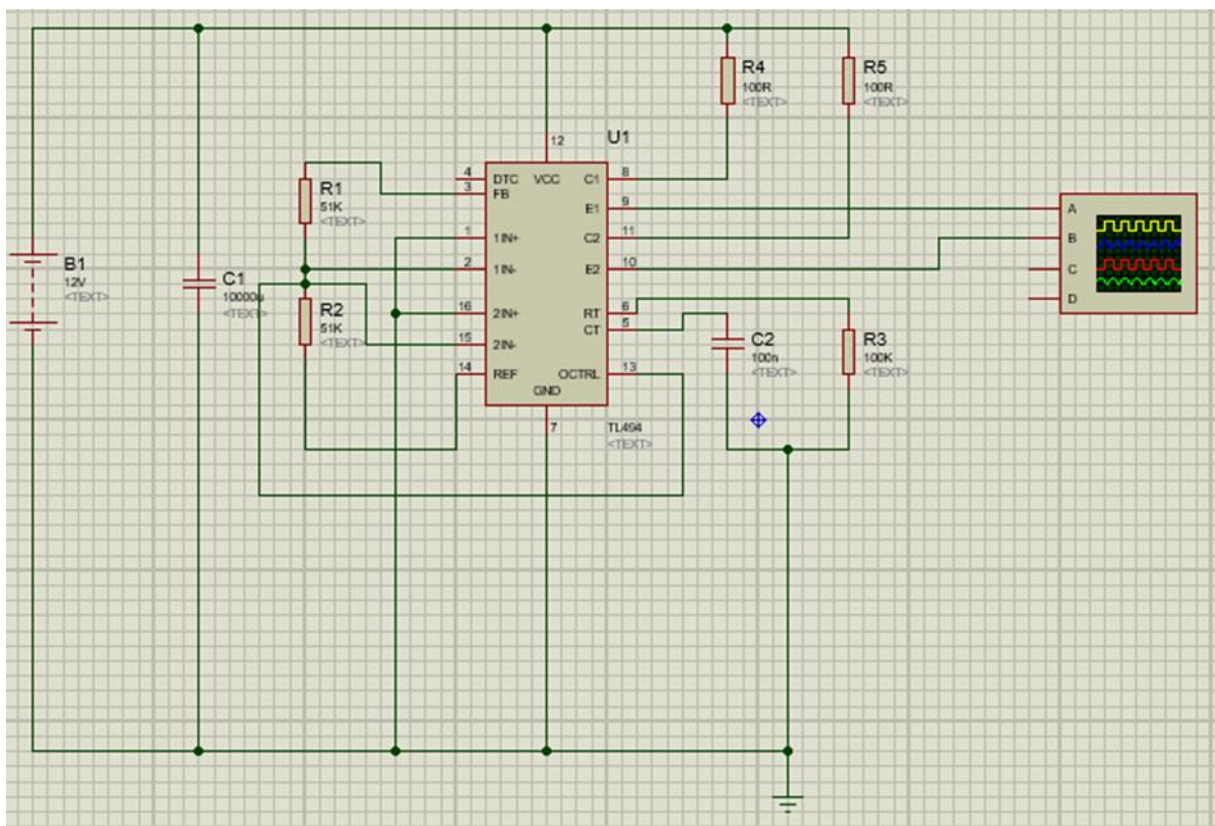 R4
100R
<TEXT>
R5
100R
<TEXT>
U1
12
4
DTC
VCC
C1
8
3
FB
R1
51K
<TEXT>
E1
9
A
1
1IN+
C2
11
B
2
1IN-
E2
10
C
B1
12V
<TEXT>
C1
10000u
<TEXT>
D
R2
51K
<TEXT>
16
2IN+
RT
6
CT
5
15
2IN-
C2
100n
<TEXT>
R3
100K
<TEXT>
14
REF
OCTRL
13
GND
7
TL494
<TEXT>